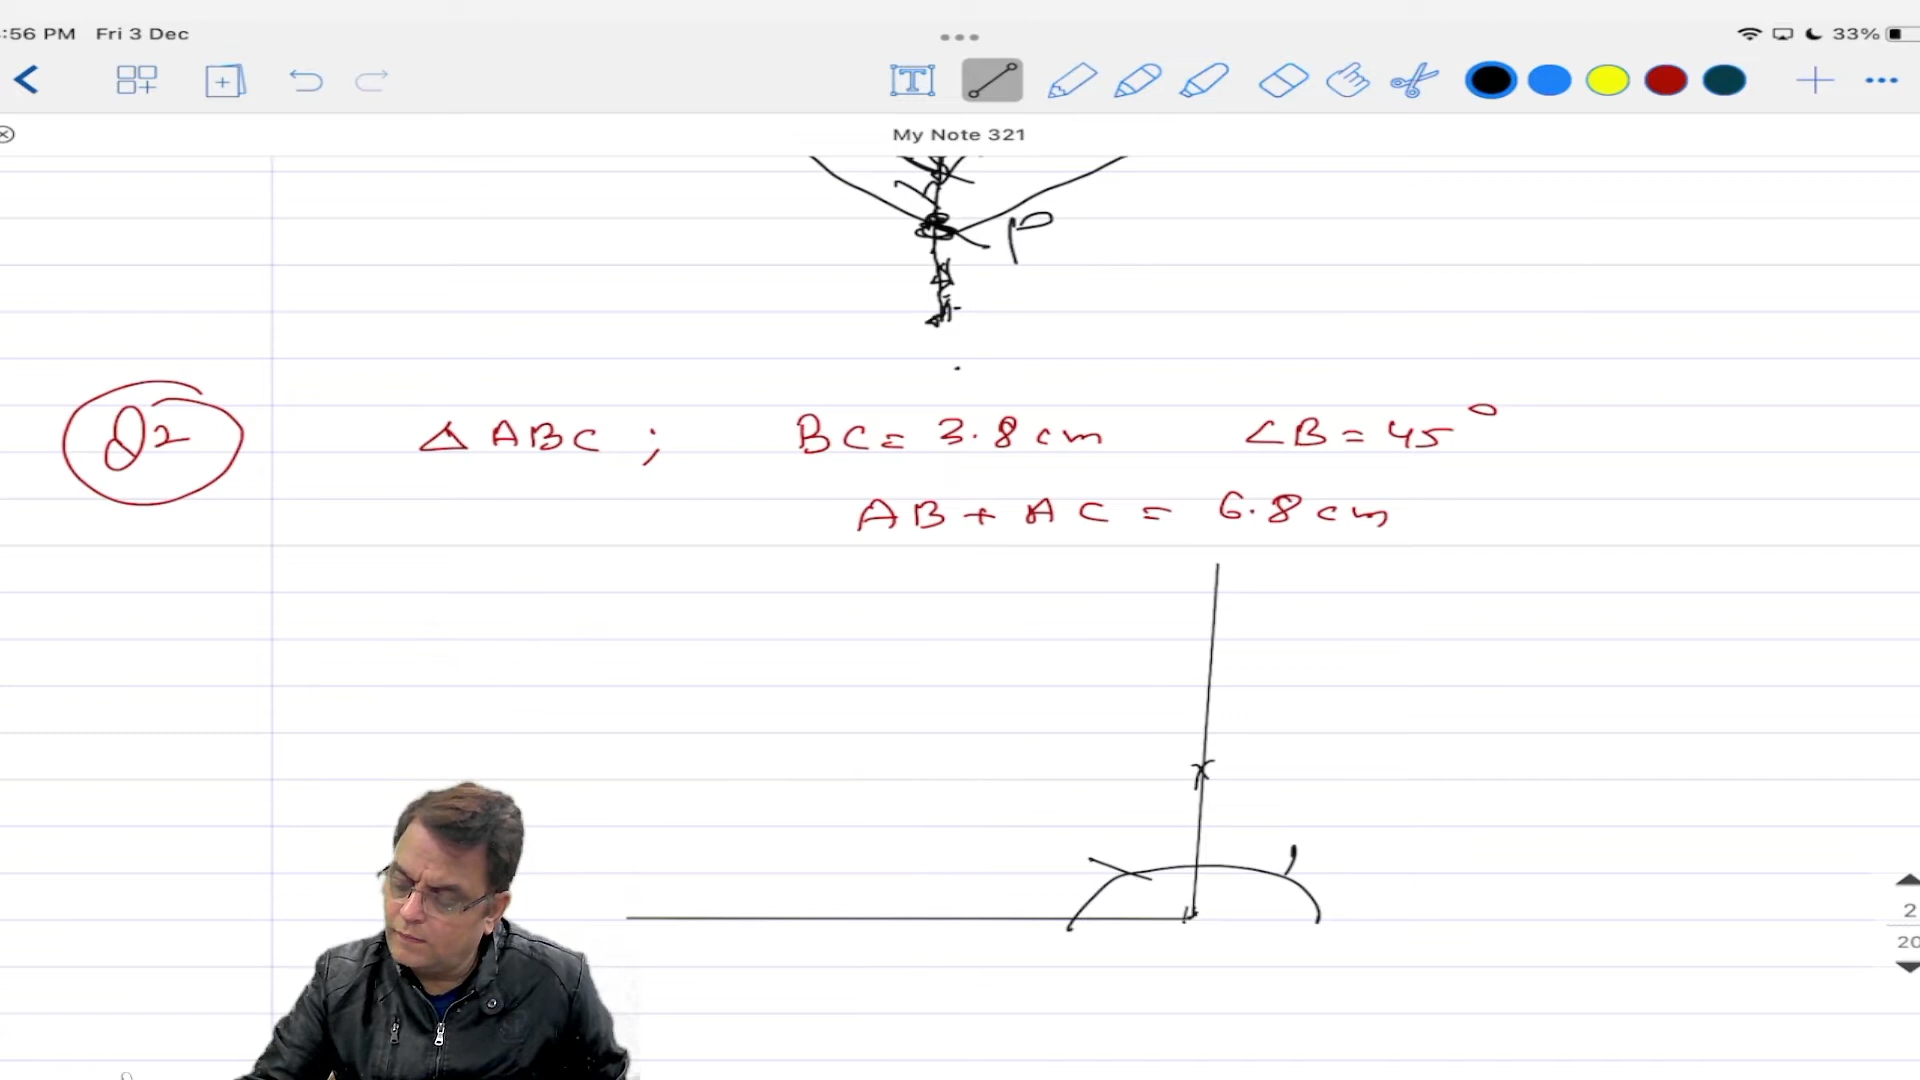 :56 PM Fri 3 Dec
33%
My Note 321
P
Q2 △ ABC ; BC = 3.8 cm ∠B = 45°
AB + AC = 6.8 cm
2
20